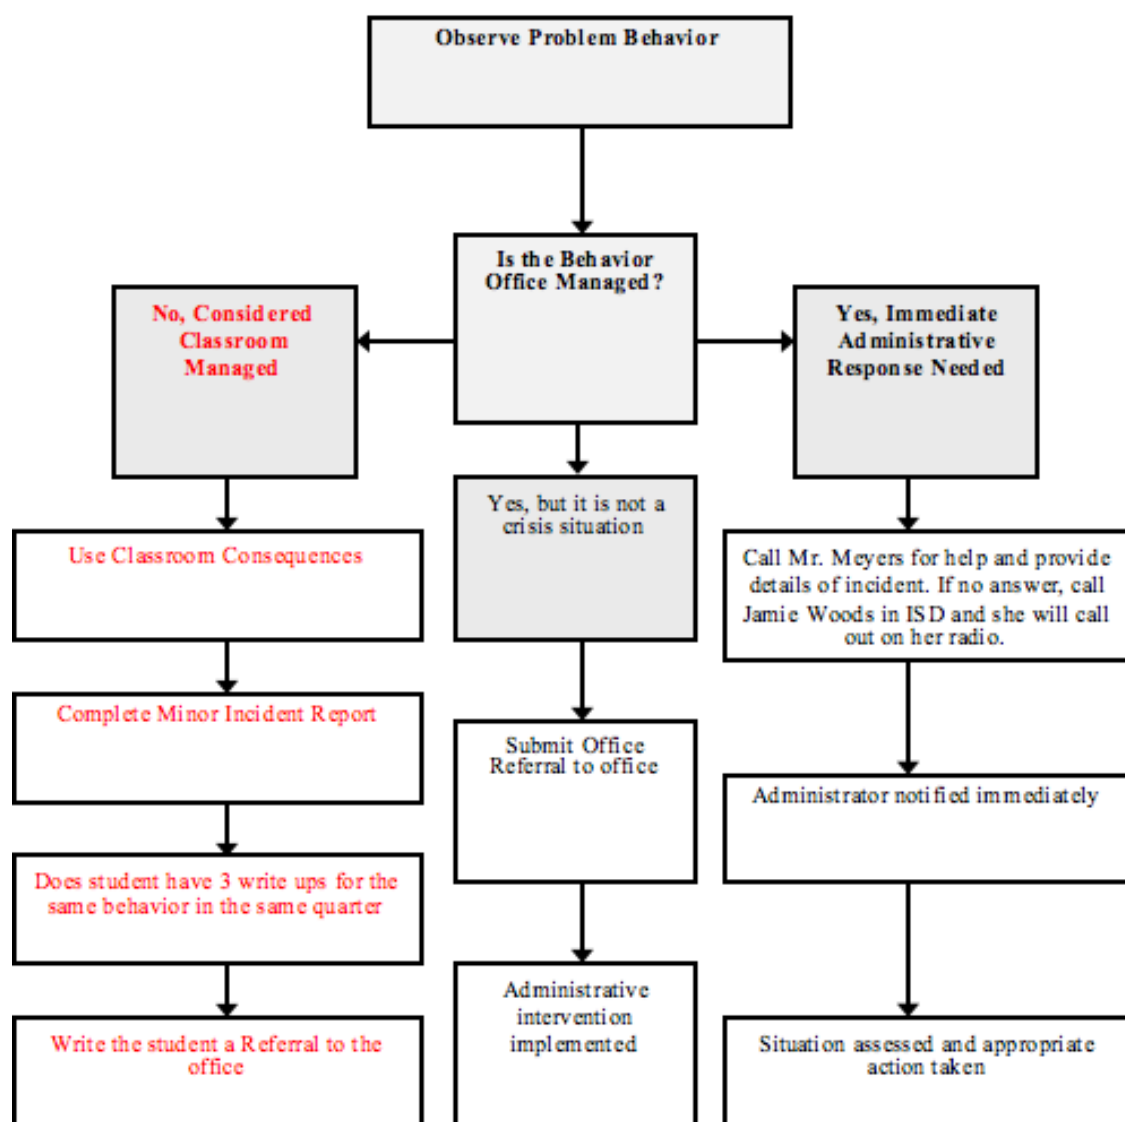 Observe Problem Behavior
Is the Behavior
Office Managed?
No, Considered
Classroom
Managed
Yes, Immediate
Administrative
Response Needed
Yes, but it is not a
crisis situation
Use Classroom Consequences
Call Mr. Meyers for help and provide
details of incident. If no answer, call
Jamie Woods in ISD and she will call
out on her radio.
Complete Minor Incident Report
Submit Office
Referral to office
Administrator notified immediately
Does student have 3 write ups for the
same behavior in the same quarter
Administrative
intervention
implemented
Write the student a Referral to the
office
Situation assessed and appropriate
action taken